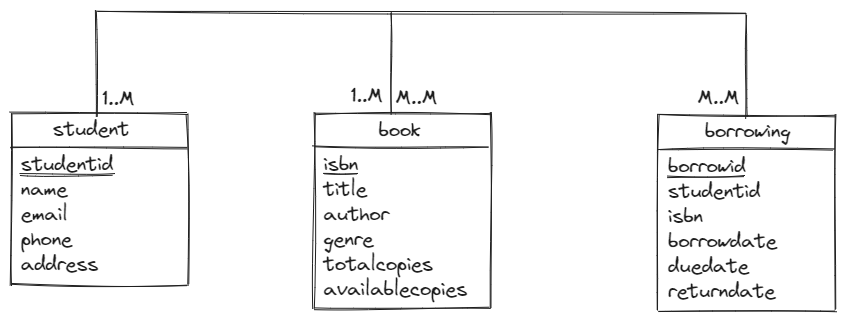 1..M
1..M M..M
M..M
student
studentid
name
email
phone
address
book
isbn
title
author
genre
totalcopies
availablecopies
borrowing
borrowid
studentid
isbn
borrowdate
duedate
returndate